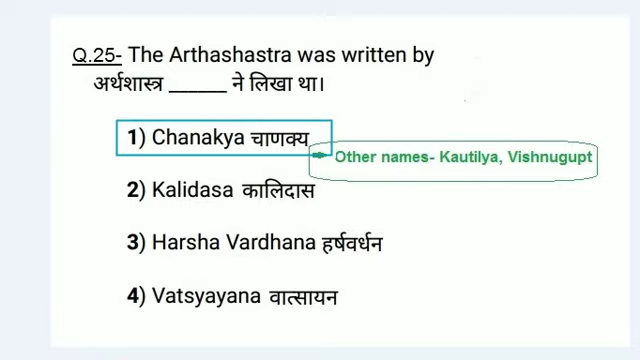 Q.25- The Arthashastra was written by
अर्थशास्त्र ______ ने लिखा था।
1) Chanakya चाणक्य
Other names- Kautilya, Vishnugupt
2) Kalidasa कालिदास
3) Harsha Vardhana हर्षवर्धन
4) Vatsyayana वात्सायन